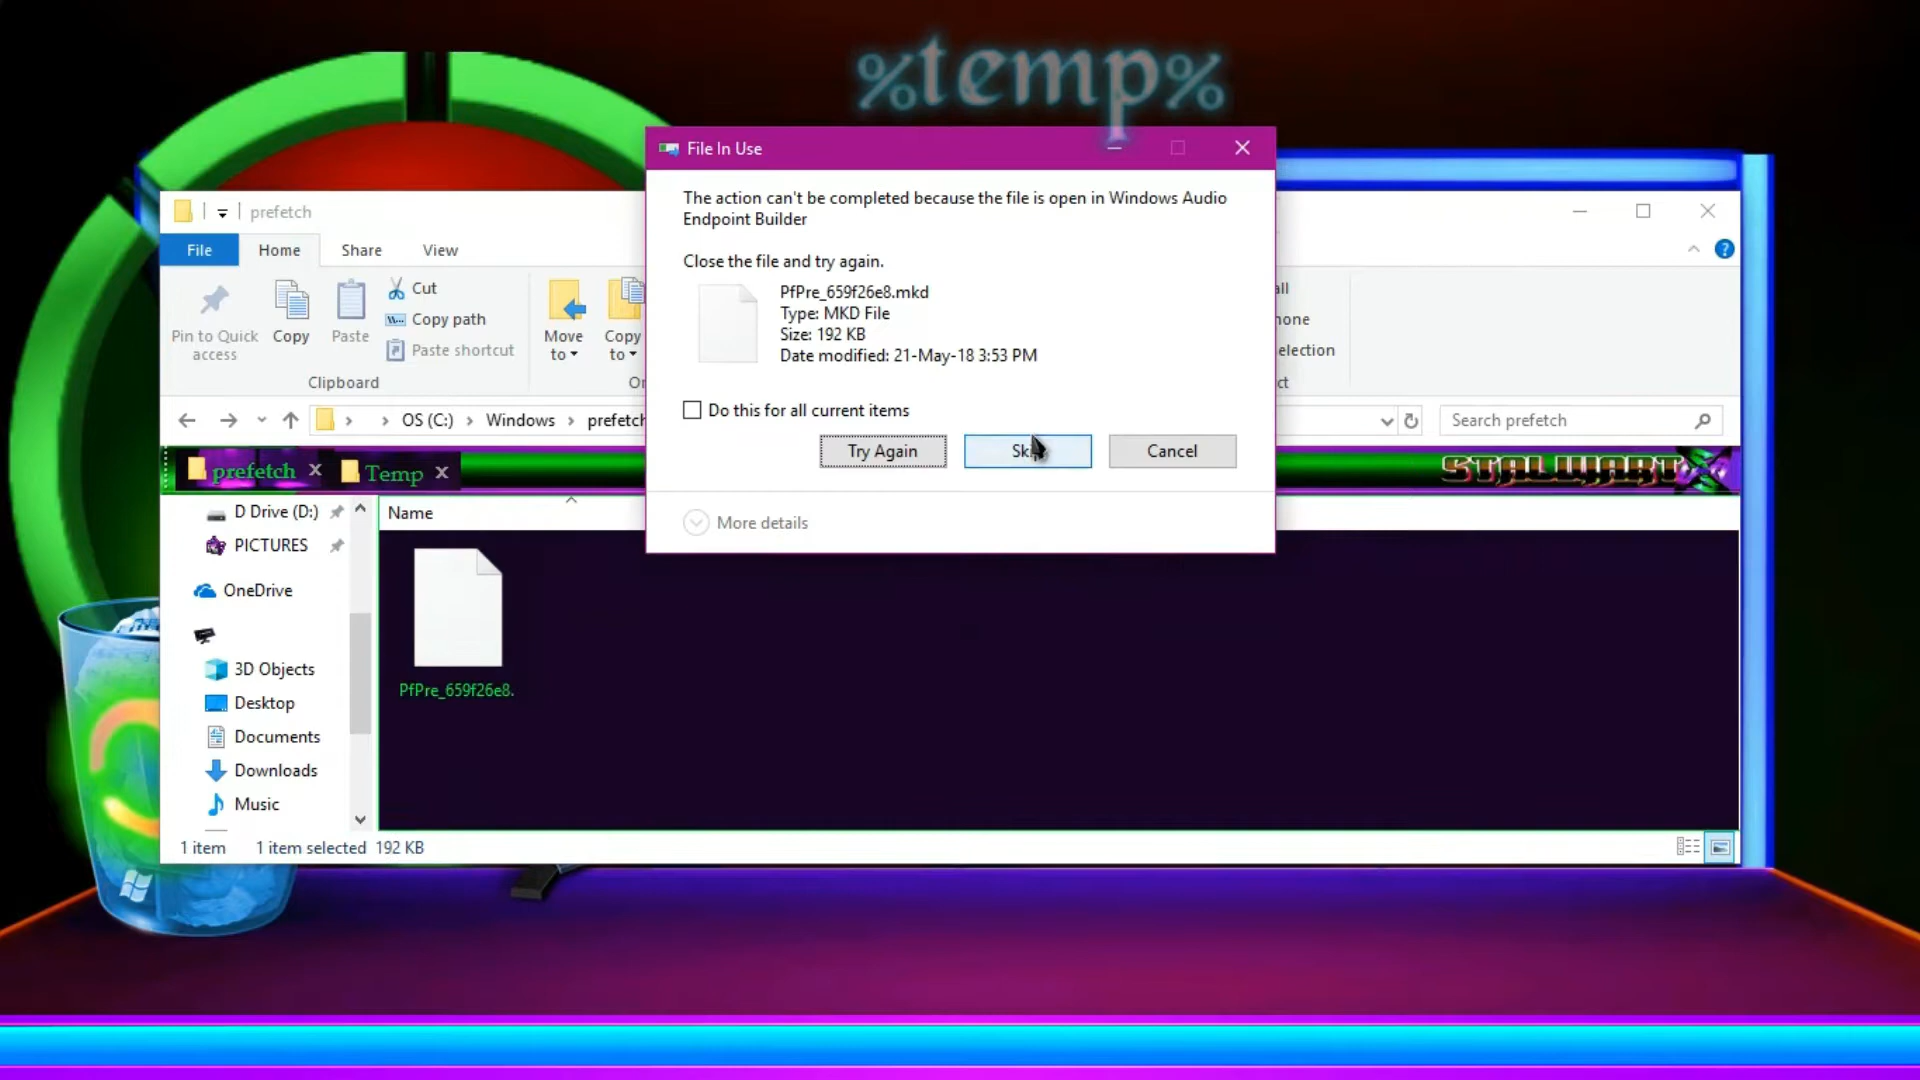 %temp%
File In Use
The action can't be completed because the file is open in Windows Audio
Endpoint Builder
Close the file and try again.
PfPre_659f26e8.mkd
Type: MKD File
Size: 192 KB
Date modified: 21-May-18 3:53 PM
Do this for all current items
Try Again
Cancel
More details
prefetch
File
Home
Share
View
Pin to Quick
access
Copy
Paste
Cut
Copy path
Paste shortcut
Clipboard
Move
to
Copy
to
OS (C:)
Windows
prefetch
Search prefetch
prefetch
Temp
STALWARTX
Name
D Drive (D:)
PICTURES
OneDrive
3D Objects
Desktop
Documents
Downloads
Music
PfPre_659f26e8.
1 item
1 item selected
192 KB